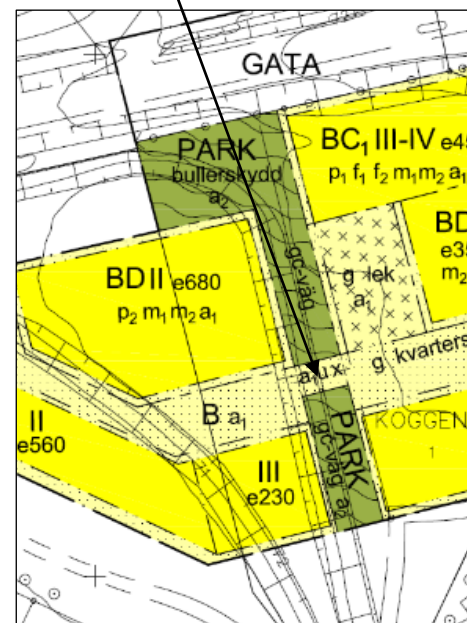 GATA
PARK
bullerskydd
a2
BC1 III-IV e45
p1 f1 f2 m1m2 a1
gc-väg
g lek
a1
BD
e35
m2
BD II e680
p2 m1 m2 a1
a1 ux
g kvarters
B a1
II
e560
III
e230
PARK
gc-väg a2
KOGGEN
1